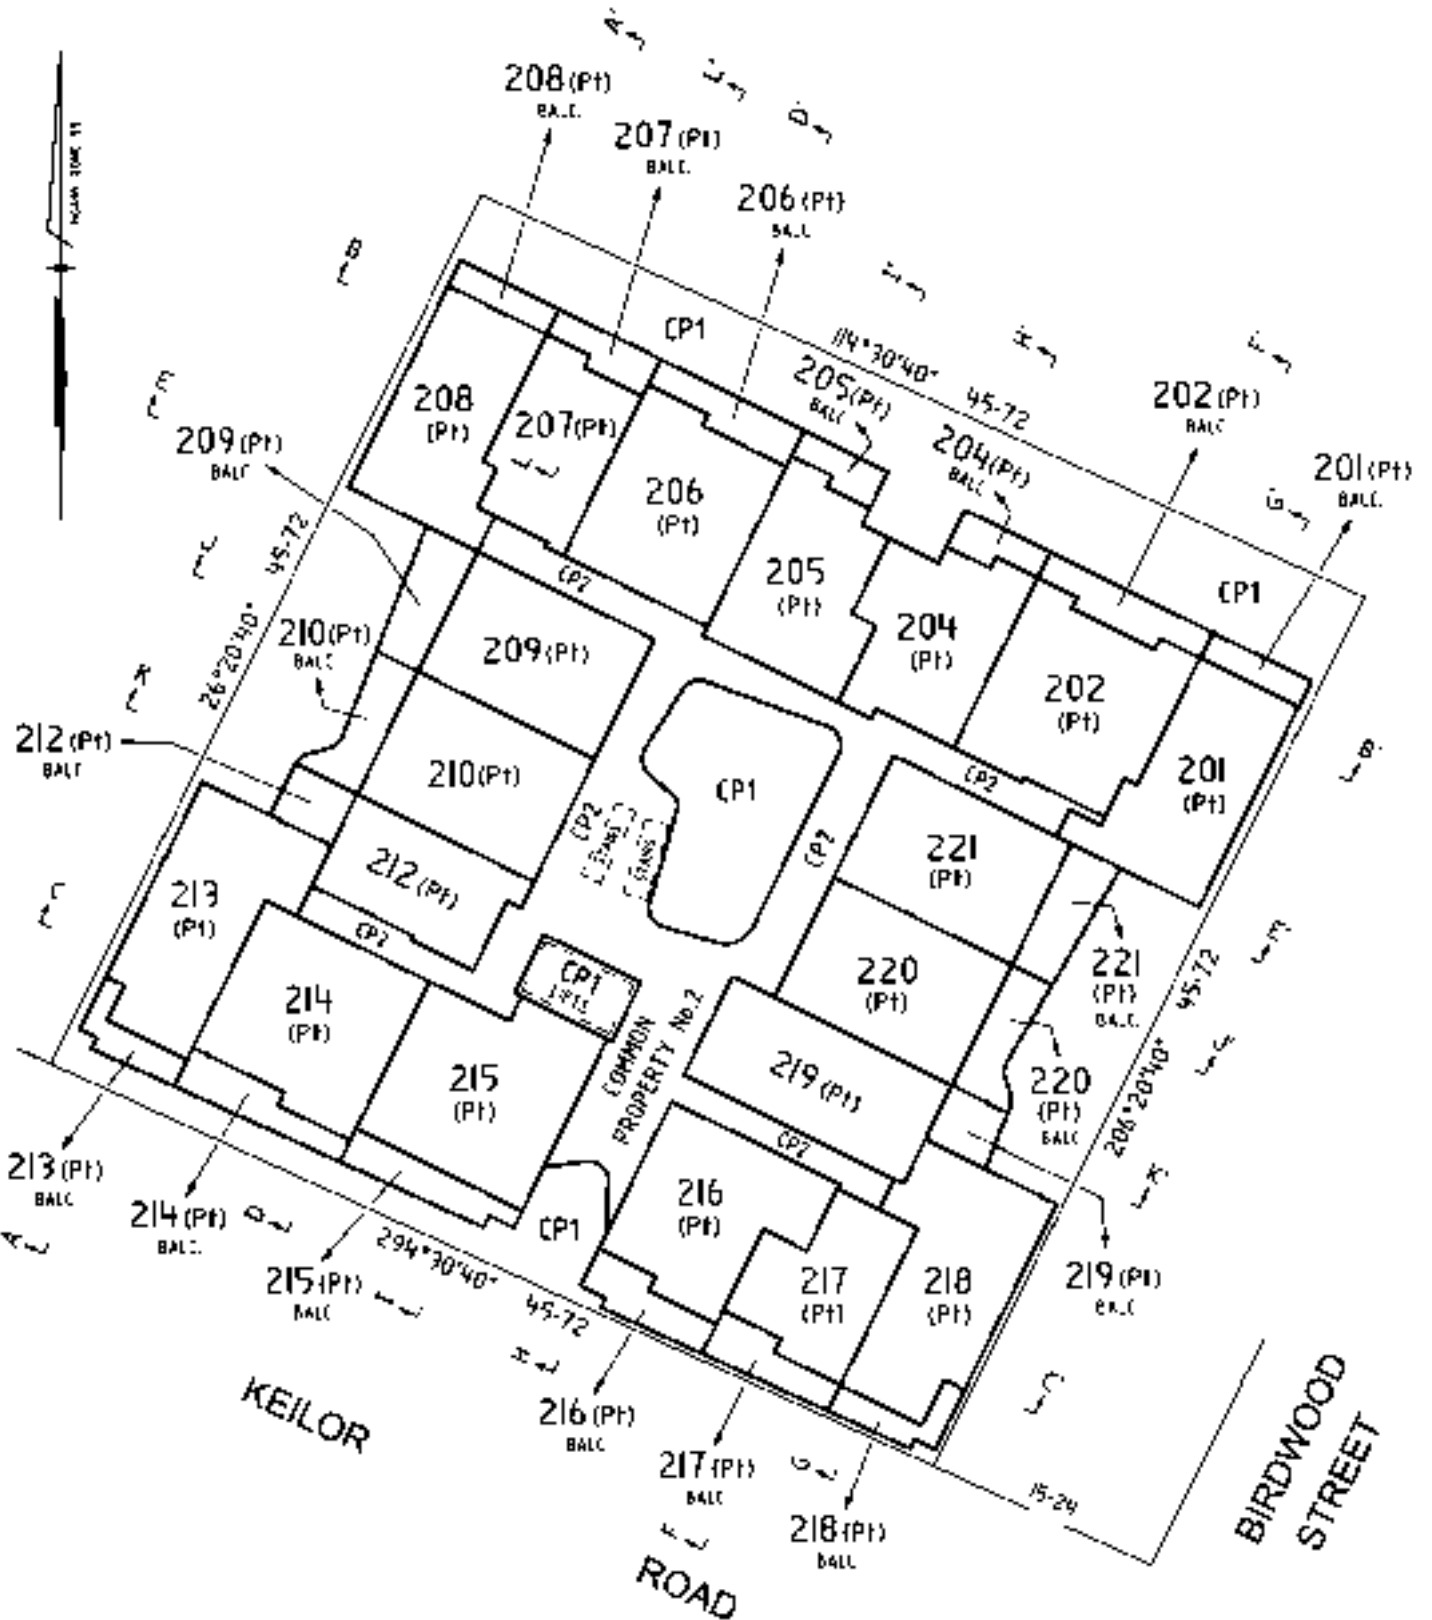 208 (Pt)
BALC.
207 (Pt)
BALC.
206 (Pt)
BALC
CP1
114°30'40"
45-72
205 (Pt)
BALC
204 (Pt)
BALC
202 (Pt)
BALC
201 (Pt)
BALC.
CP1
B
E
C
K
208
(Pt)
207 (Pt)
206
(Pt)
205
(Pt)
204
(Pt)
202
(Pt)
201
(Pt)
209 (Pt)
BALC
45-72
26°20'40"
210 (Pt)
BALC
212 (Pt)
BALC
CP2
209 (Pt)
210 (Pt)
CP1
CP2
STAIRS
STAIRS
CP2
CP2
212 (Pt)
221
(Pt)
213
(Pt)
CP2
214
(Pt)
CP1
215
(Pt)
COMMON
PROPERTY No.2
220
(Pt)
221
(Pt)
BALC.
45-72
206°20'40"
219 (Pt)
220
(Pt)
BALC
CP2
216
(Pt)
217
(Pt)
218
(Pt)
219 (Pt)
BALC
CP1
213 (Pt)
BALC
214 (Pt)
BALC.
215 (Pt)
BALC
294°30'40"
45-72
216 (Pt)
BALC
217 (Pt)
BALC
218 (Pt)
BALC
A
D
H
F
G
B'
E'
K'
15-24
KEILOR
ROAD
BIRDWOOD
STREET